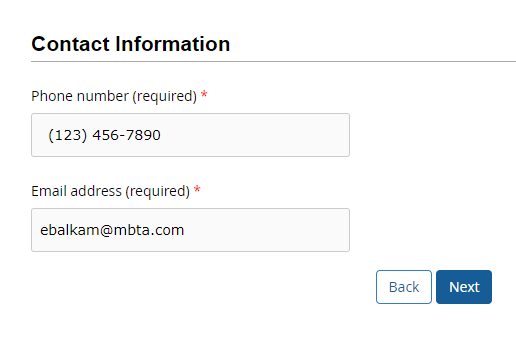 Contact Information
Phone number (required) *
(123) 456-7890
Email address (required) *
ebalkam@mbta.com
Back Next